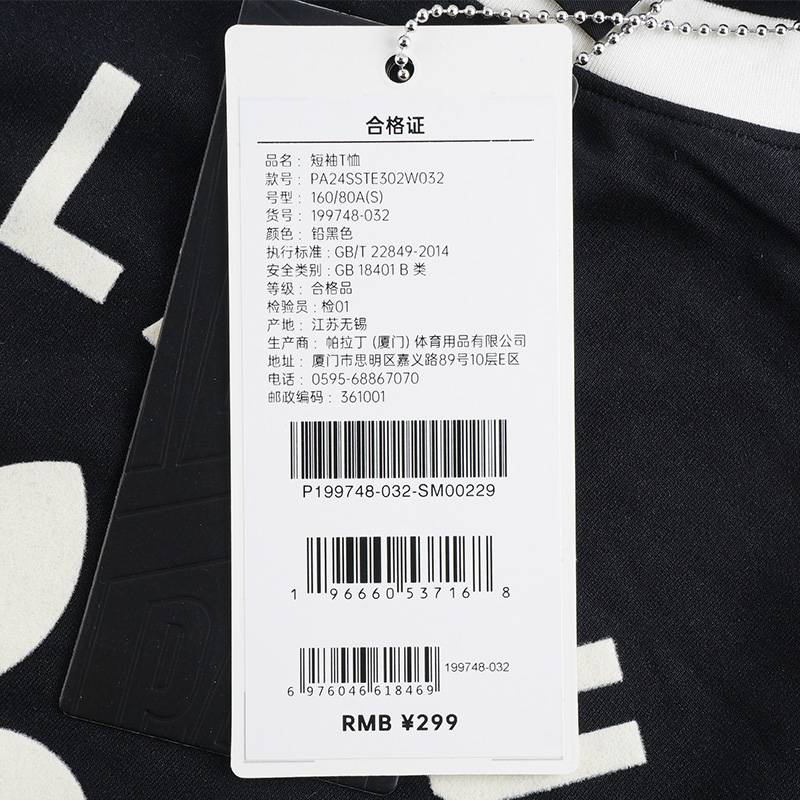 合格证
品名：短袖T恤
款号：PA24SSTE302W032
号型：160/80A(S)
货号：199748-032
颜色：铅黑色
执行标准：GB/T 22849-2014
安全类别：GB 18401 B 类
等级：合格品
检验员：检01
产地：江苏无锡
生产商：帕拉丁 (厦门) 体育用品有限公司
地址：厦门市思明区嘉义路89号10层E区
电话：0595-68867070
邮政编码：361001
P199748-032-SM00229
1 96660 53716 8
199748-032
6 976046 618469
RMB ¥299